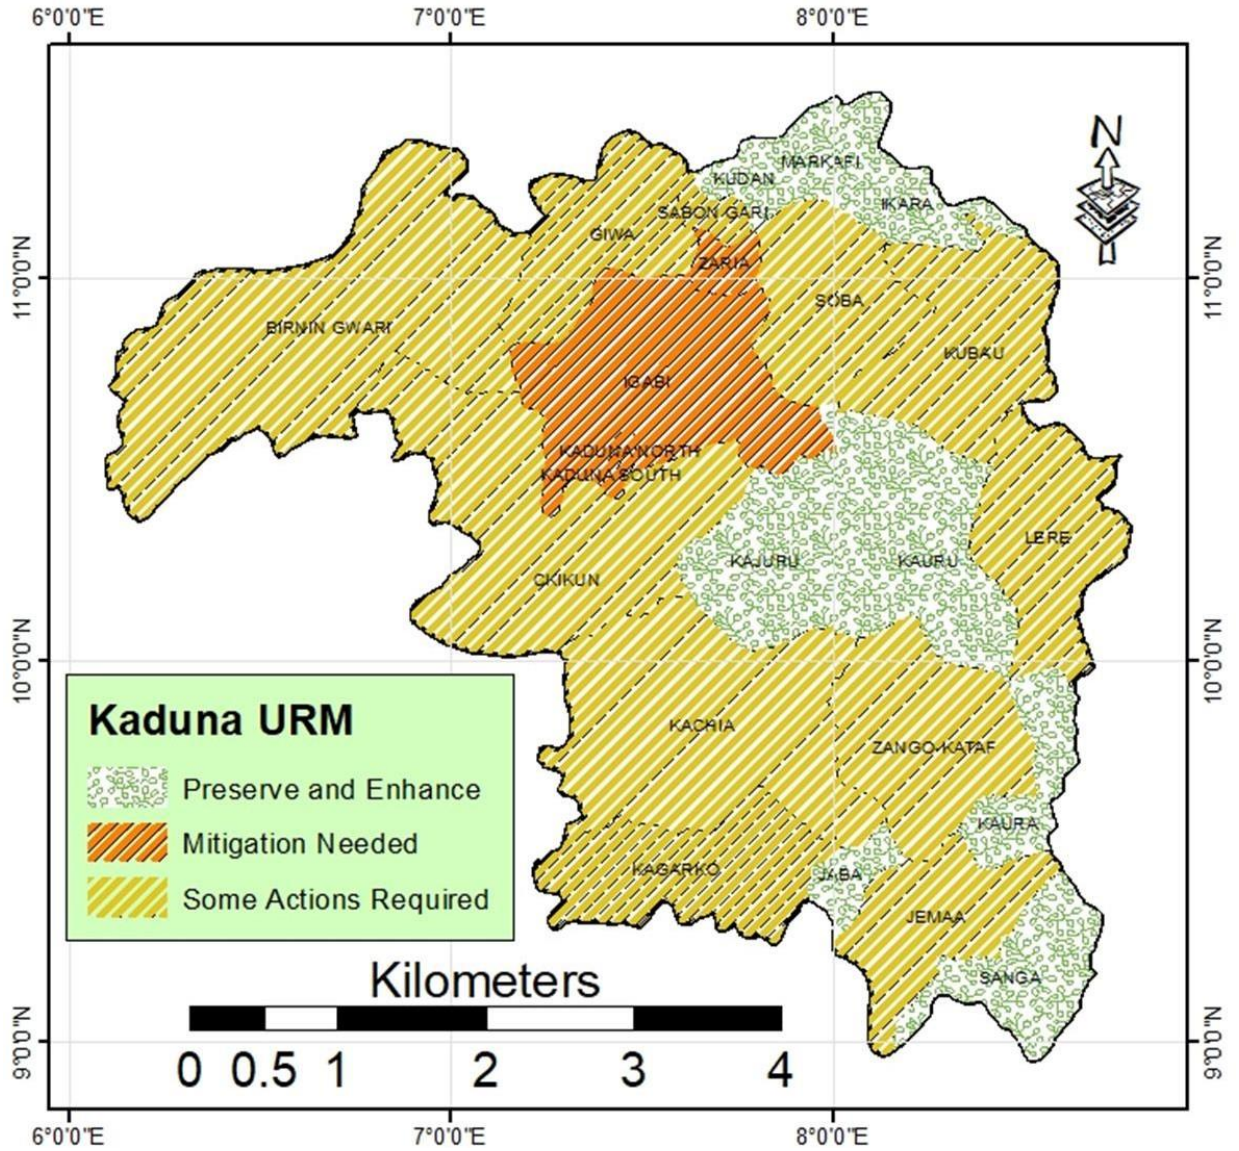 6°0'0"E 7°0'0"E 8°0'0"E
N
MARKAFI
KUDAN
IKARA
SABON GARI
GIWA
ZARIA
11°0'0"N 11°0'0"N
SOBA
BIRNIN GWARI
KUBAU
IGABI
KADUNA NORTH
KADUNA SOUTH
LERE
KAJURU KAURU
CKIKUN
10°0'0"N 10°0'0"N
KACHIA
ZANGO-KATAF
KAURA
KAGARKO
JABA
JEMAA
SANGA
Kaduna URM
Preserve and Enhance
Mitigation Needed
Some Actions Required
Kilometers
0 0.5 1 2 3 4
9°0'0"N 9°0'0"N
6°0'0"E 7°0'0"E 8°0'0"E